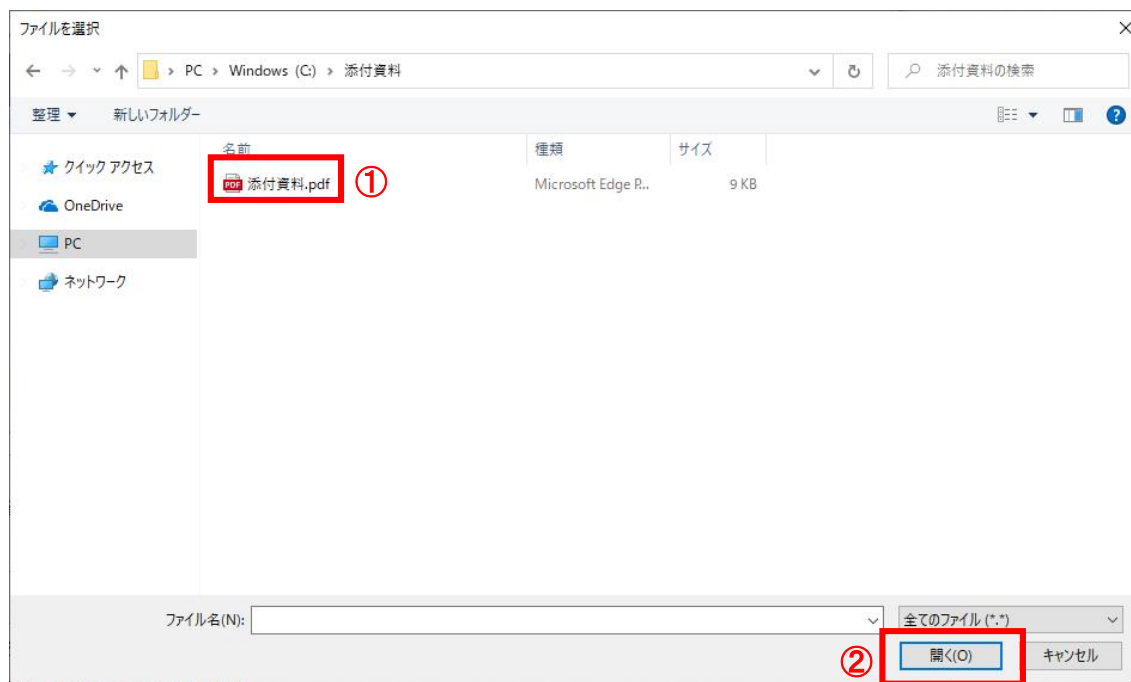 ファイルを選択
PC › Windows (C:) › 添付資料
添付資料の検索
整理 新しいフォルダー
名前 種類 サイズ
クイック アクセス
PDF 添付資料.pdf ① Microsoft Edge P... 9 KB
OneDrive
PC
ネットワーク
ファイル名(N):
全てのファイル (*.*)
② 開く(O) キャンセル